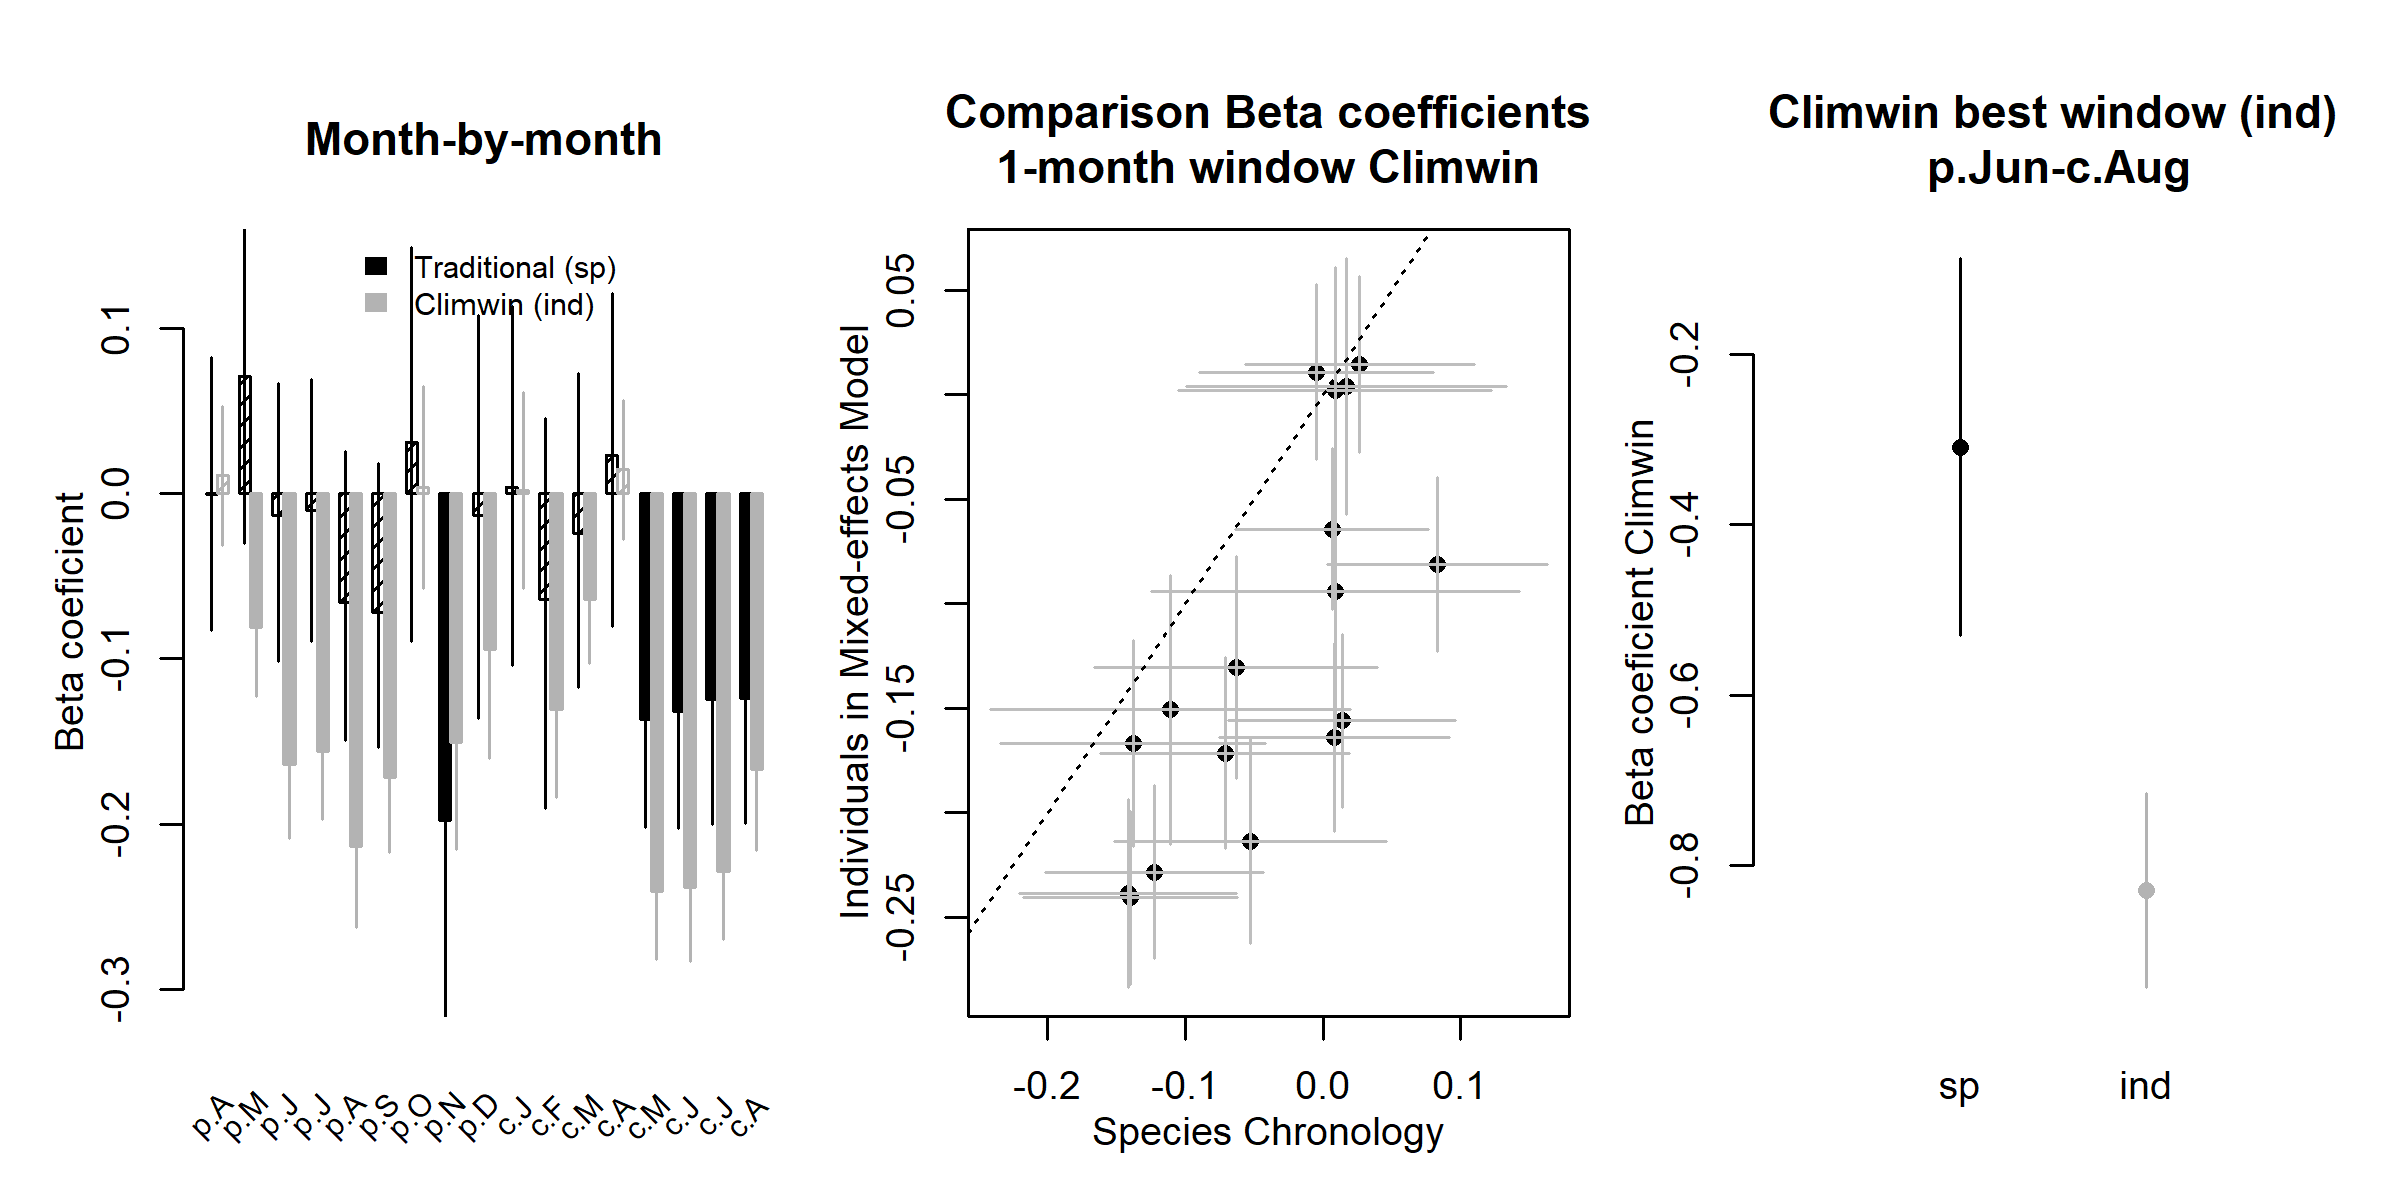 Month-by-month
Traditional (sp)
Climwin (ind)
Beta coeficient
0.1
0.0
-0.1
-0.2
-0.3
p.A
p.M
p.J
p.J
p.A
p.S
p.O
p.N
p.D
c.J
c.F
c.M
c.A
c.M
c.J
c.J
c.A
Comparison Beta coefficients
1-month window Climwin
Individuals in Mixed-effects Model
0.05
-0.05
-0.15
-0.25
-0.2
-0.1
0.0
0.1
Species Chronology
Climwin best window (ind)
p.Jun-c.Aug
Beta coeficient Climwin
-0.2
-0.4
-0.6
-0.8
sp
ind